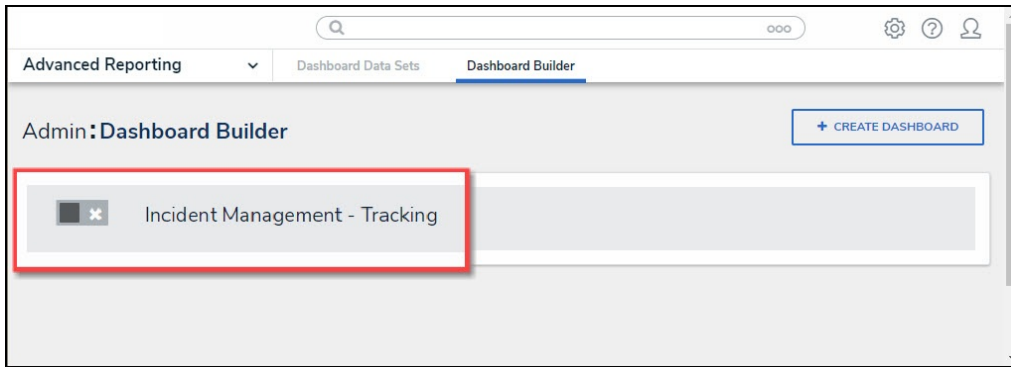 Advanced Reporting
Dashboard Data Sets
Dashboard Builder
Admin:Dashboard Builder
+ CREATE DASHBOARD
Incident Management - Tracking